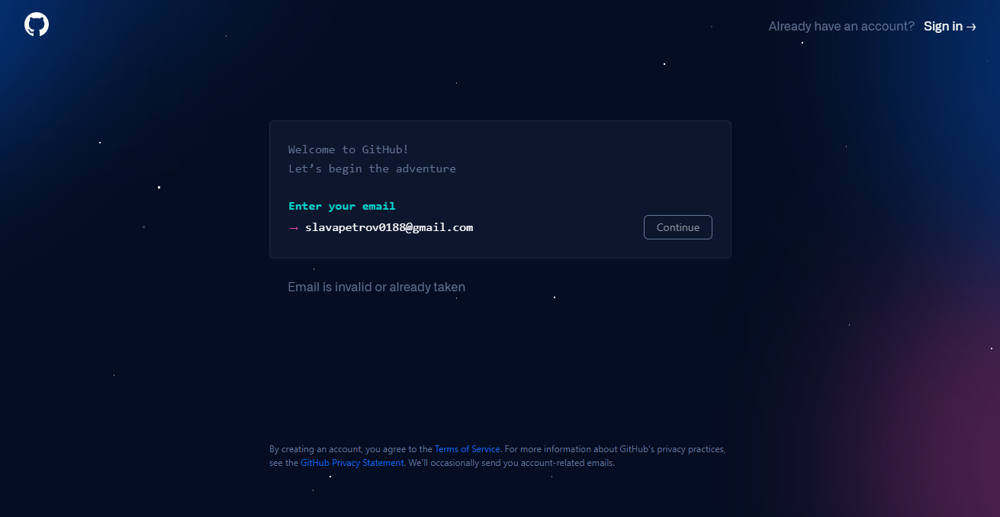 Already have an account? Sign in →
Welcome to GitHub!
Let’s begin the adventure
Enter your email
→ slavapetrov0188@gmail.com
Continue
Email is invalid or already taken
By creating an account, you agree to the Terms of Service. For more information about GitHub's privacy practices,
see the GitHub Privacy Statement. We'll occasionally send you account-related emails.